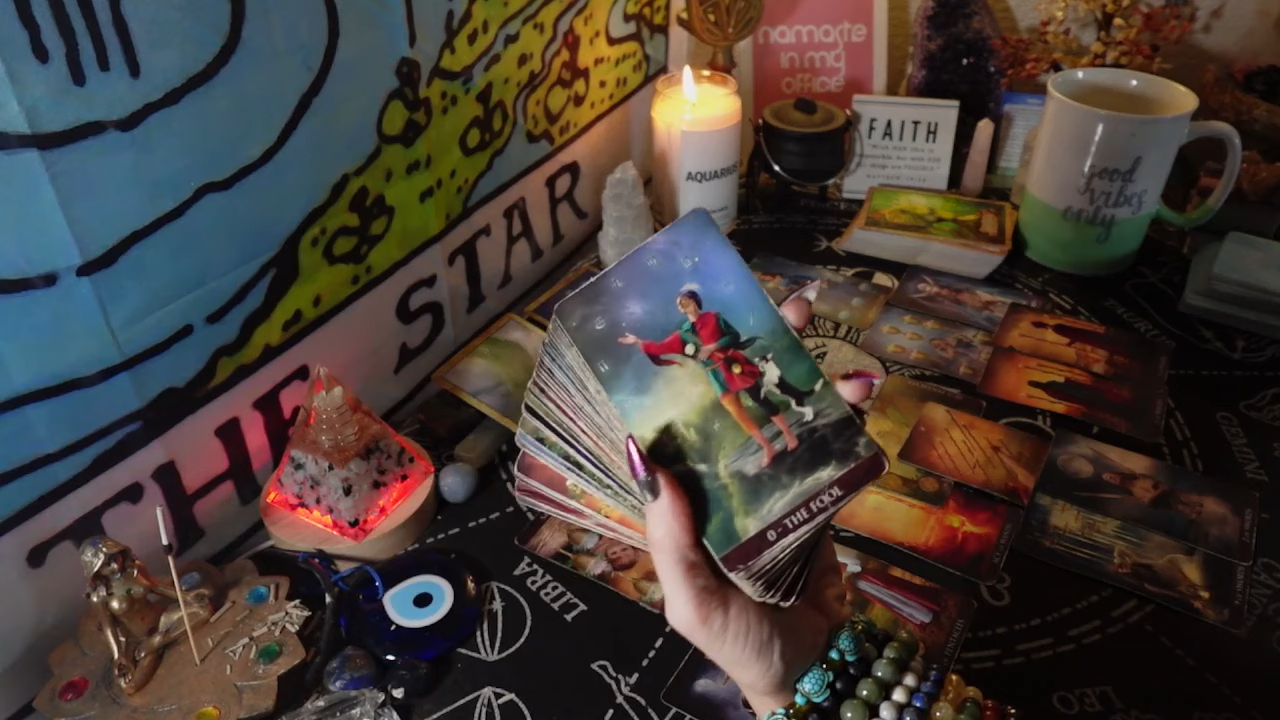 THE STAR
namaste
in my
office
AQUARIUS
FAITH
good
vibes
only
0 - THE FOOL
LIBRA
TAURUS
GEMINI
LEO